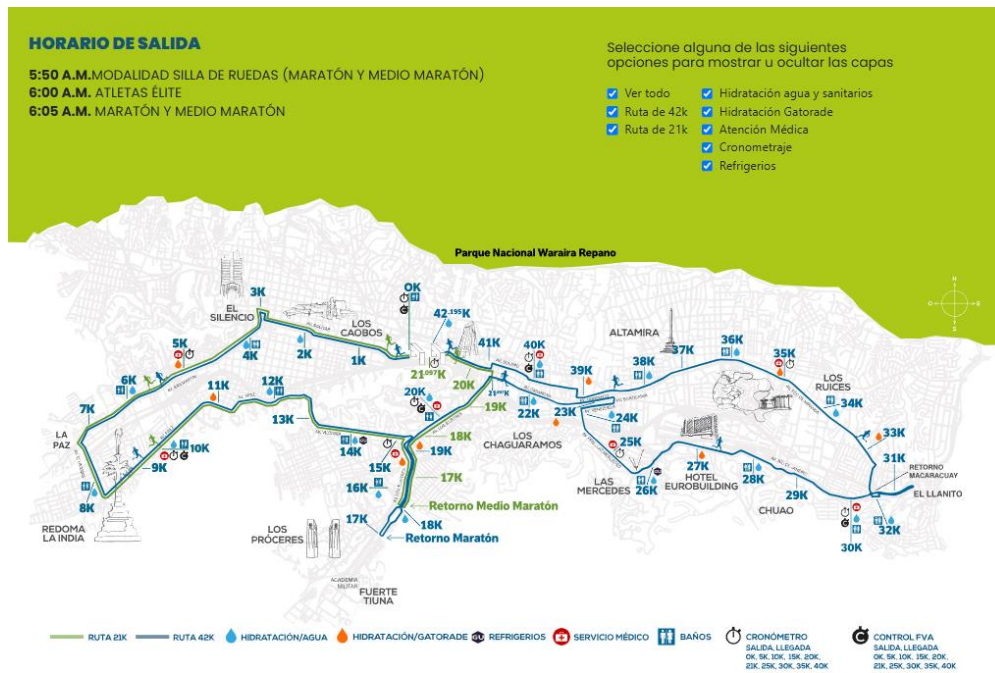 HORARIO DE SALIDA
5:50 A.M.MODALIDAD SILLA DE RUEDAS (MARATÓN Y MEDIO MARATÓN)
6:00 A.M. ATLETAS ÉLITE
6:05 A.M. MARATÓN Y MEDIO MARATÓN
Seleccione alguna de las siguientes
opciones para mostrar u ocultar las capas
Ver todo
Ruta de 42k
Ruta de 21k
Hidratación agua y sanitarios
Hidratación Gatorade
Atención Médica
Cronometraje
Refrigerios
Parque Nacional Waraira Repano
N
S
0K
3K
EL
SILENCIO
LOS
CAOBOS
42.195K
ALTAMIRA
5K
4K
2K
1K
AV. BOLÍVAR
21.097K
20K
41K
40K
39K
38K
37K
36K
35K
LOS
RUICES
34K
33K
31K
RETORNO
MACARACUAY
EL LLANITO
32K
30K
29K
CHUAO
28K
27K
HOTEL
EUROBUILDING
26K
25K
LAS
MERCEDES
24K
23K
22K
LOS
CHAGUARAMOS
6K
7K
LA
PAZ
8K
REDOMA
LA INDIA
9K
10K
11K
12K
13K
14K
15K
16K
17K
18K
19K
20K
19K
18K
17K
Retorno Medio Maratón
Retorno Maratón
LOS
PRÓCERES
ACADEMIA
MILITAR
FUERTE
TIUNA
RUTA 21K
RUTA 42K
HIDRATACIÓN/AGUA
HIDRATACIÓN/GATORADE
GU
REFRIGERIOS
SERVICIO MÉDICO
BAÑOS
CRONÓMETRO
SALIDA, LLEGADA
0K, 5K, 10K, 15K, 20K,
21K, 25K, 30K, 35K, 40K
CONTROL FVA
SALIDA, LLEGADA
0K, 5K, 10K, 15K, 20K,
21K, 25K, 30K, 35K, 40K